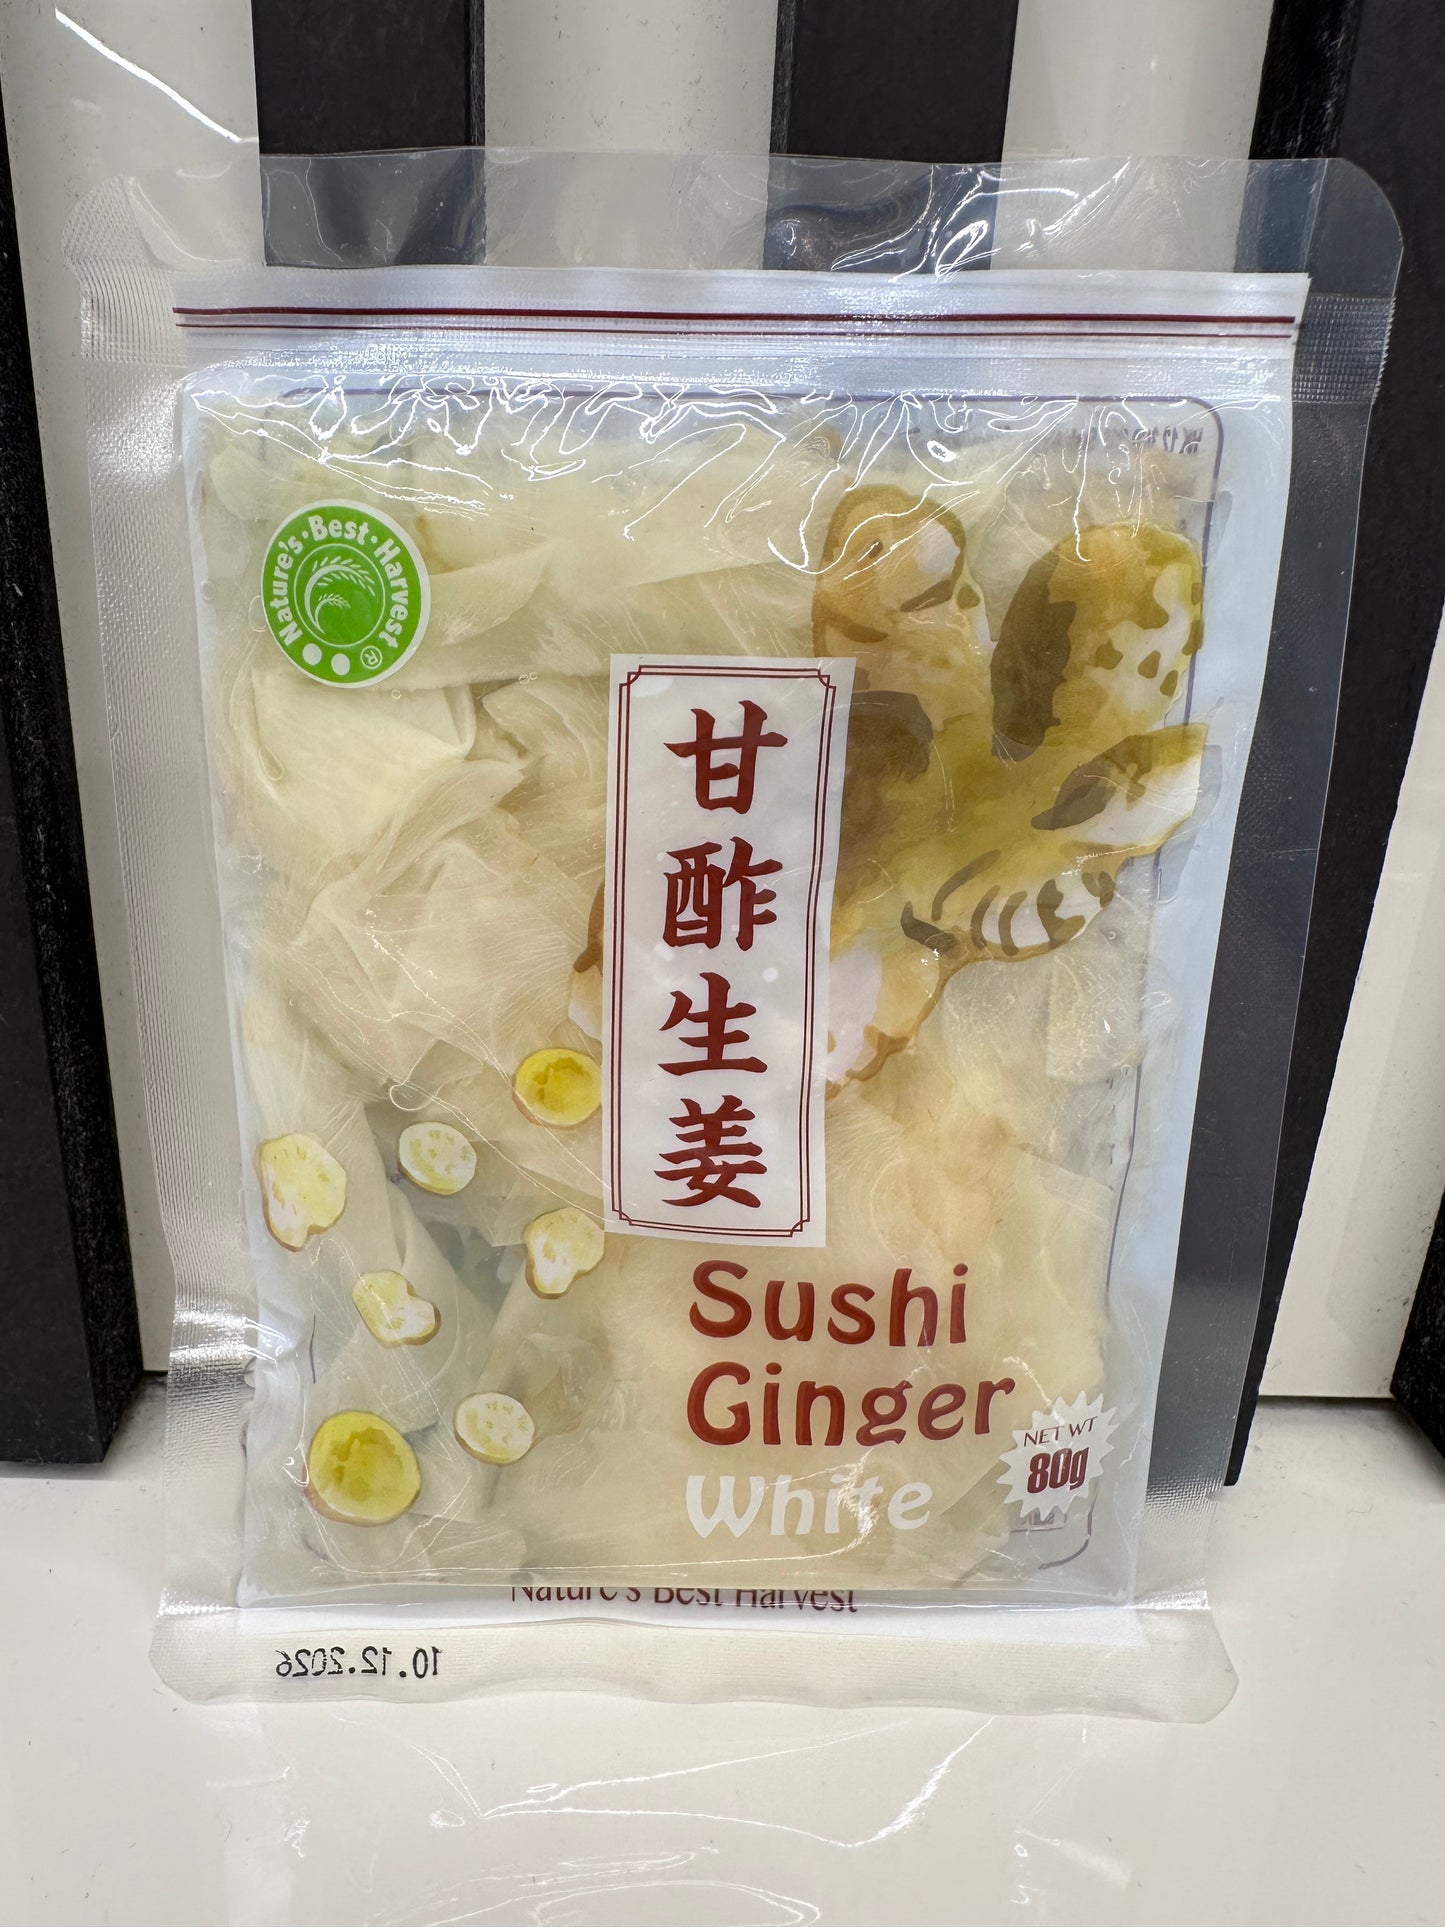 Nature's·Best·Harvest
®
甘酢生姜
Sushi
Ginger
White
NET WT
80g
Nature's Best Harvest
10.12.2026